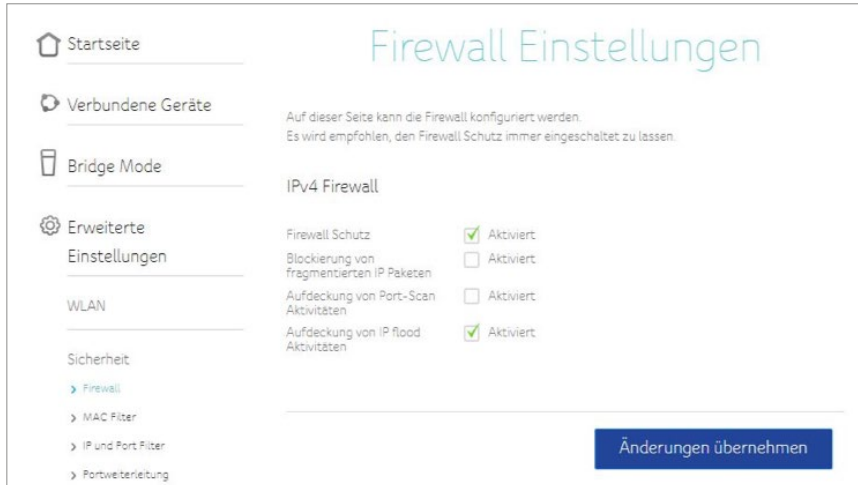 Startseite
Verbundene Geräte
Bridge Mode
Erweiterte
Einstellungen
WLAN
Sicherheit
Firewall
MAC Filter
IP und Port Filter
Portweiterleitung
Firewall Einstellungen
Auf dieser Seite kann die Firewall konfiguriert werden.
Es wird empfohlen, den Firewall Schutz immer eingeschaltet zu lassen.
IPv4 Firewall
Firewall Schutz Aktiviert
Blockierung von
fragmentierten IP Paketen Aktiviert
Aufdeckung von Port-Scan
Aktivitäten Aktiviert
Aufdeckung von IP flood
Aktivitäten Aktiviert
Änderungen übernehmen